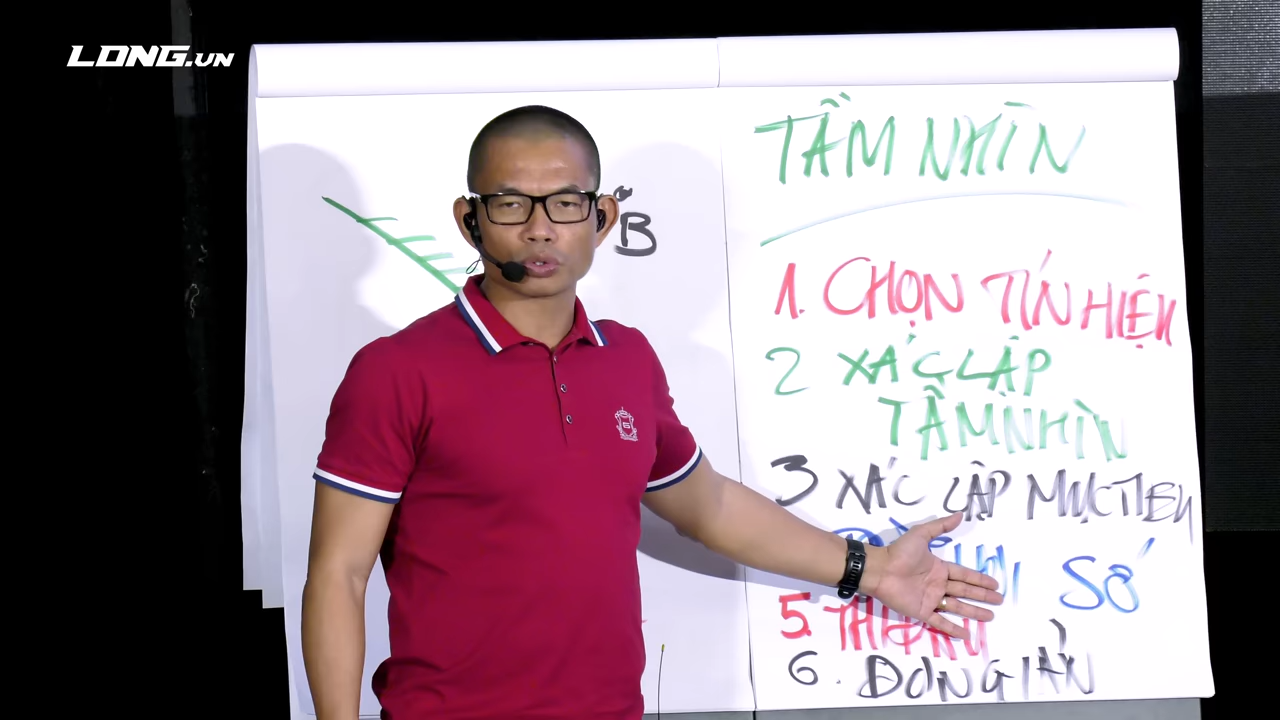 LONG.VN
B
TẦM NHÌN
1. CHỌN TÍN HIỆU
2 XÁC LẬP
TẦM NHÌN
3 XÁC LẬP MỤC TIÊU
SỐ
5.
6. ĐƠN GIẢN